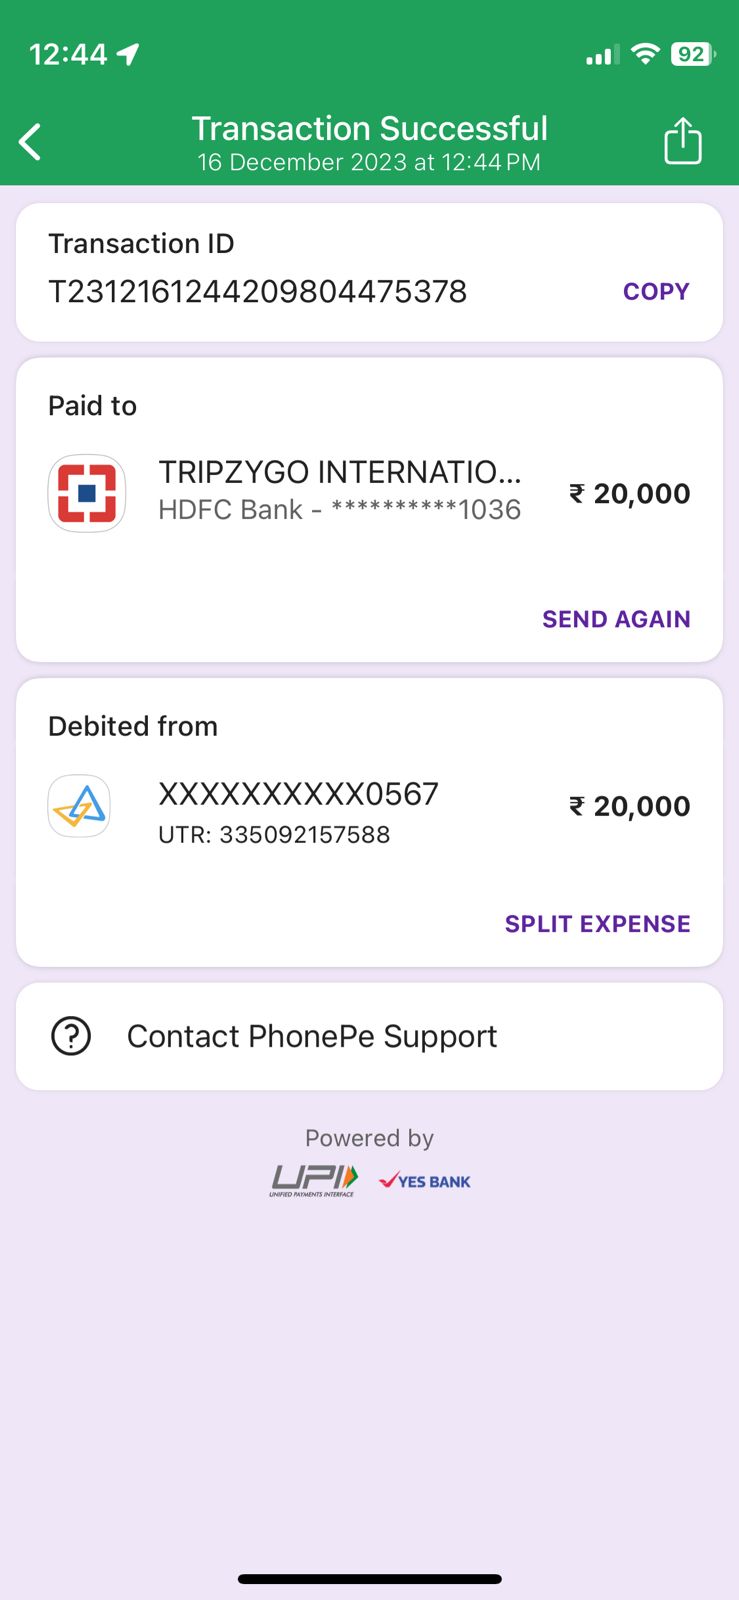 12:44
92
Transaction Successful
16 December 2023 at 12:44 PM
Transaction ID
T2312161244209804475378
COPY
Paid to
TRIPZYGO INTERNATIO...
HDFC Bank - **********1036
₹ 20,000
SEND AGAIN
Debited from
XXXXXXXXXX0567
₹ 20,000
UTR: 335092157588
SPLIT EXPENSE
Contact PhonePe Support
Powered by
UPI
UNIFIED PAYMENTS INTERFACE
YES BANK